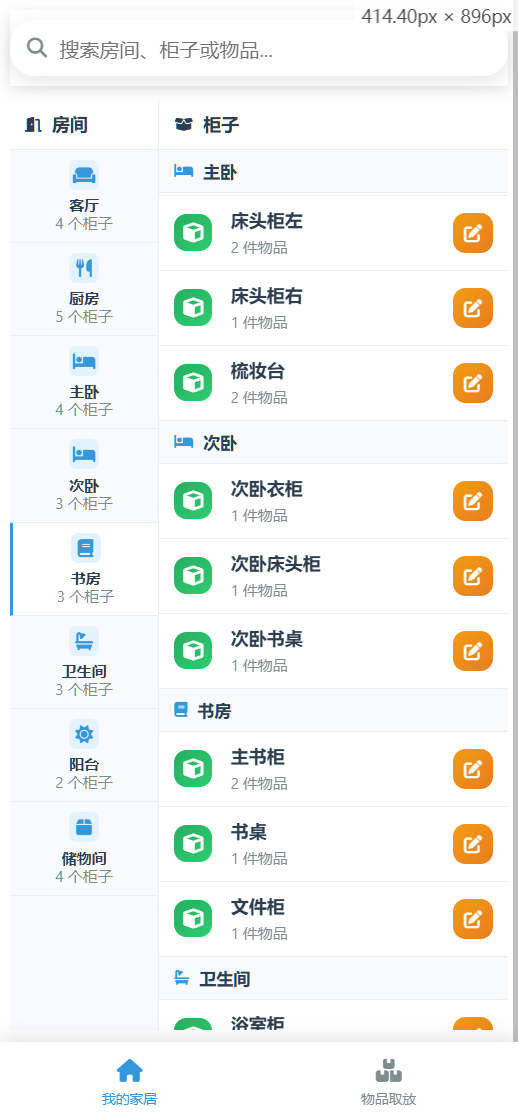 414.40px × 896px
搜索房间、柜子或物品...
房间
客厅
4 个柜子
厨房
5 个柜子
主卧
4 个柜子
次卧
3 个柜子
书房
3 个柜子
卫生间
3 个柜子
阳台
2 个柜子
储物间
4 个柜子
柜子
主卧
床头柜左
2 件物品
床头柜右
1 件物品
梳妆台
2 件物品
次卧
次卧衣柜
1 件物品
次卧床头柜
1 件物品
次卧书桌
1 件物品
书房
主书柜
2 件物品
书桌
1 件物品
文件柜
1 件物品
卫生间
浴室柜
我的家居
物品取放